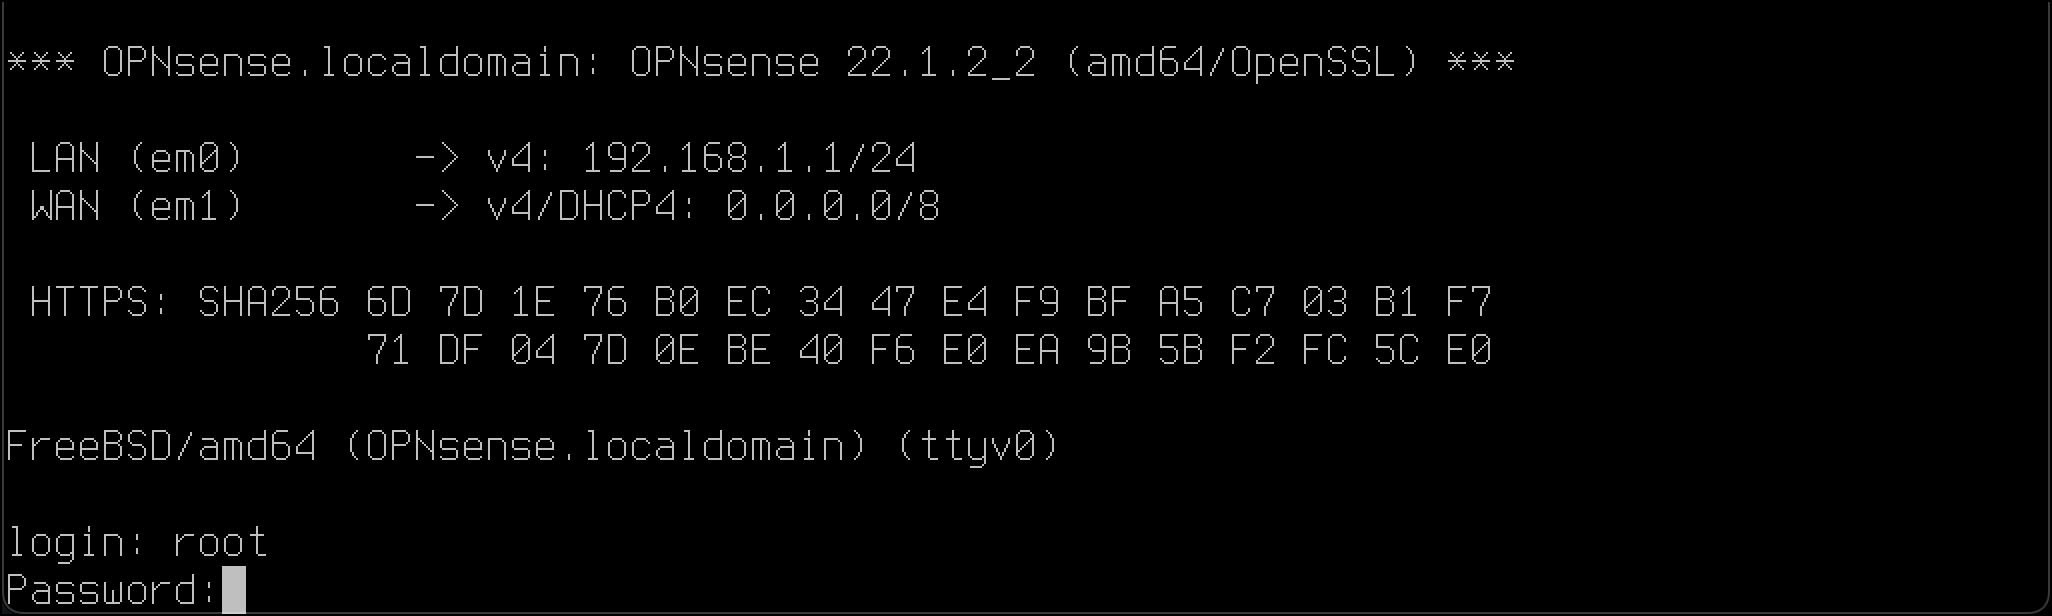 *** OPNsense.localdomain: OPNsense 22.1.2_2 (amd64/OpenSSL) ***
LAN (em0)       -> v4: 192.168.1.1/24
WAN (em1)       -> v4/DHCP4: 0.0.0.0/8
HTTPS: SHA256 6D 7D 1E 76 B0 EC 34 47 E4 F9 BF A5 C7 03 B1 F7
71 DF 04 7D 0E BE 40 F6 E0 EA 9B 5B F2 FC 5C E0
FreeBSD/amd64 (OPNsense.localdomain) (ttyv0)
login: root
Password: